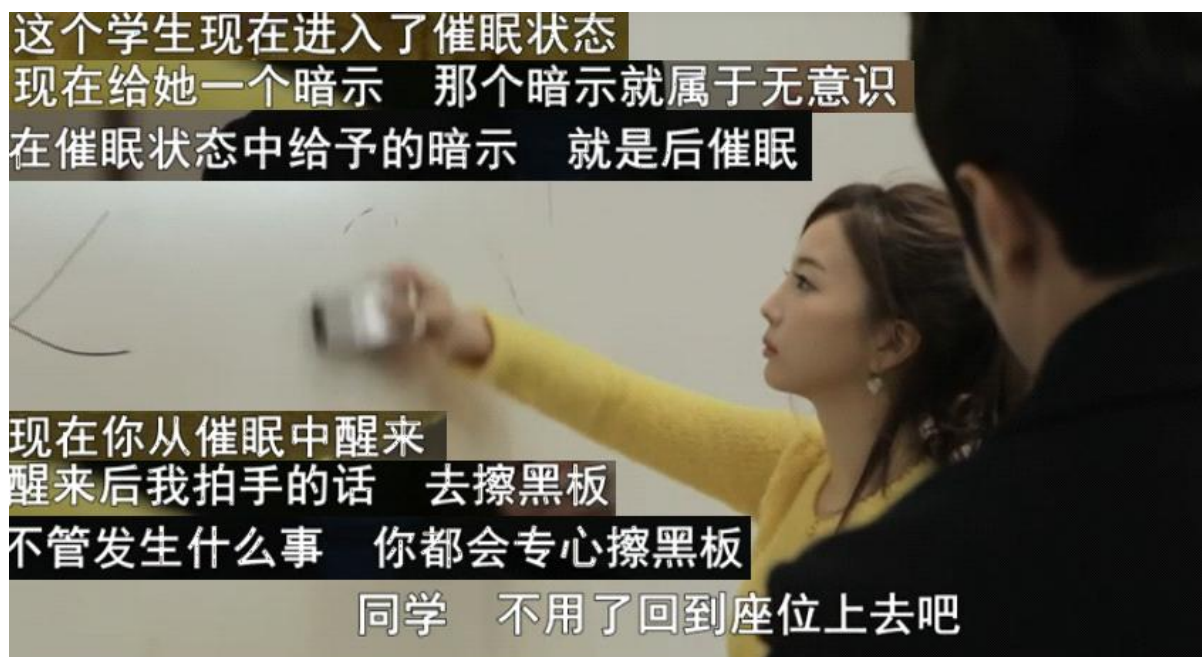 这个学生现在进入了催眠状态
现在给她一个暗示 那个暗示就属于无意识
在催眠状态中给予的暗示 就是后催眠
现在你从催眠中醒来
醒来后我拍手的话 去擦黑板
不管发生什么事 你都会专心擦黑板
同学 不用了回到座位上去吧